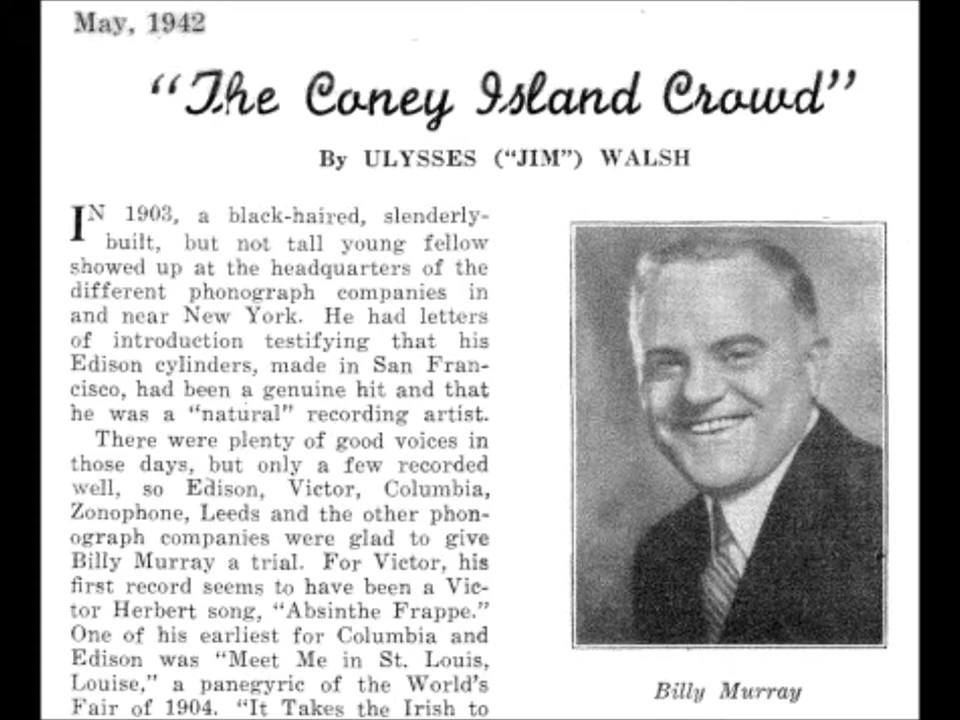 May, 1942
"The Coney Island Crowd"
By ULYSSES ("JIM") WALSH
IN 1903, a black-haired, slenderly-
built, but not tall young fellow
showed up at the headquarters of the
different phonograph companies in
and near New York. He had letters
of introduction testifying that his
Edison cylinders, made in San Fran-
cisco, had been a genuine hit and that
he was a "natural" recording artist.
There were plenty of good voices in
those days, but only a few recorded
well, so Edison, Victor, Columbia,
Zonophone, Leeds and the other phon-
ograph companies were glad to give
Billy Murray a trial. For Victor, his
first record seems to have been a Vic-
tor Herbert song, "Absinthe Frappe."
One of his earliest for Columbia and
Edison was "Meet Me in St. Louis,
Louise," a panegyric of the World's
Fair of 1904. "It Takes the Irish to
Billy Murray